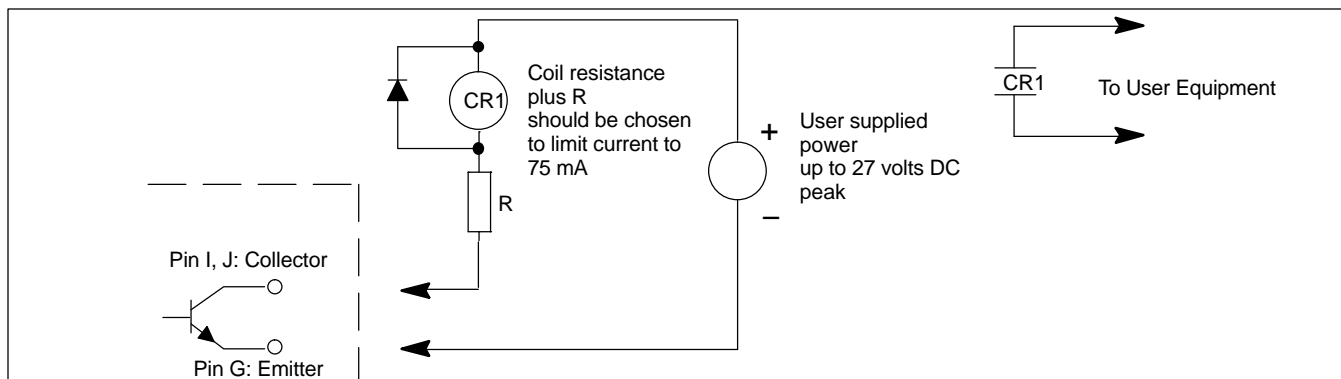 CR1
Coil resistance
plus R
should be chosen
to limit current to
75 mA
R
+
User supplied
power
up to 27 volts DC
peak
−
CR1
To User Equipment
Pin I, J: Collector
Pin G: Emitter